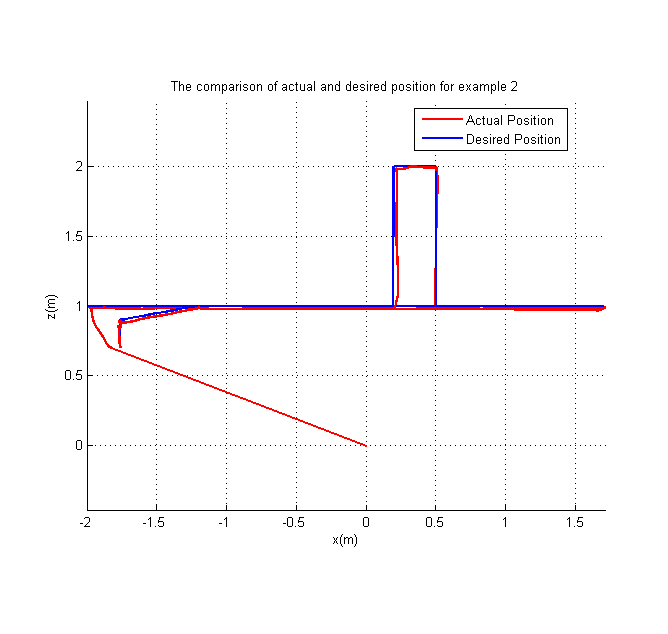 The comparison of actual and desired position for example 2
Actual Position
Desired Position
2
1.5
1
0.5
0
z(m)
-2 -1.5 -1 -0.5 0 0.5 1 1.5
x(m)